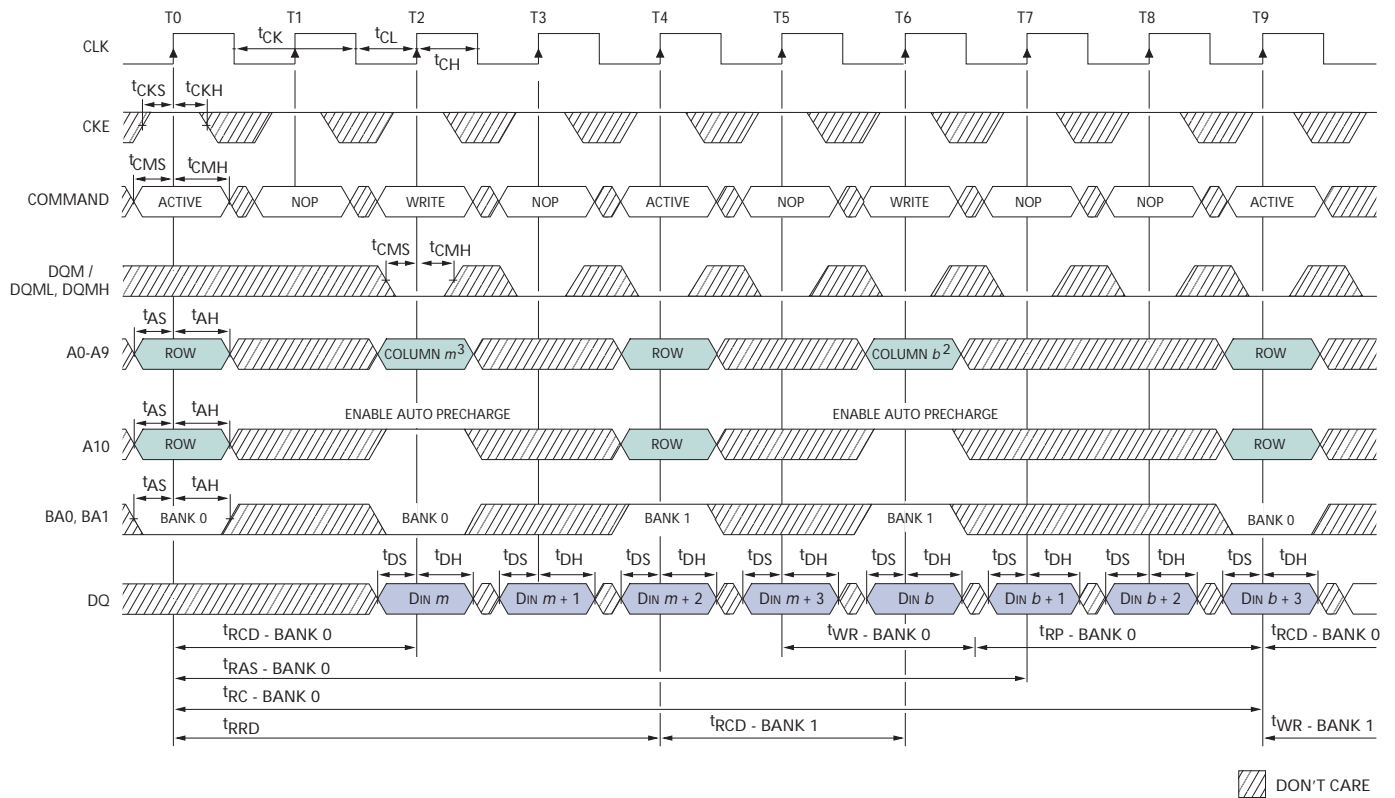 T0 T1 T2 T3 T4 T5 T6 T7 T8 T9
CLK tCK tCL tCH
tCKS tCKH
CKE
tCMS tCMH
COMMAND ACTIVE NOP WRITE NOP ACTIVE NOP WRITE NOP NOP ACTIVE
tCMS tCMH
DQM /
DQML, DQMH
tAS tAH
A0-A9 ROW COLUMN m3 ROW COLUMN b2 ROW
tAS tAH ENABLE AUTO PRECHARGE ENABLE AUTO PRECHARGE
A10 ROW ROW ROW
tAS tAH
BA0, BA1 BANK 0 BANK 0 BANK 1 BANK 1 BANK 0
tDS tDH tDS tDH tDS tDH tDS tDH tDS tDH tDS tDH tDS tDH tDS tDH
DQ DIN m DIN m + 1 DIN m + 2 DIN m + 3 DIN b DIN b + 1 DIN b + 2 DIN b + 3
tRCD - BANK 0 tWR - BANK 0 tRP - BANK 0 tRCD - BANK 0
tRAS - BANK 0
tRC - BANK 0
tRRD tRCD - BANK 1 tWR - BANK 1
DON'T CARE